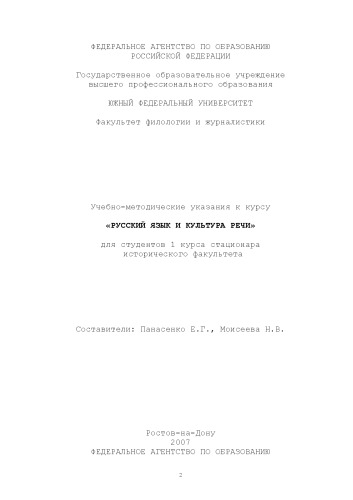 ФЕДЕРАЛЬНОЕ АГЕНТСТВО ПО ОБРАЗОВАНИЮ
РОССИЙСКОЙ ФЕДЕРАЦИИ
Государственное образовательное учреждение
высшего профессионального образования
ЮЖНЫЙ ФЕДЕРАЛЬНЫЙ УНИВЕРСИТЕТ
Факультет филологии и журналистики
Учебно-методические указания к курсу
«РУССКИЙ ЯЗЫК И КУЛЬТУРА РЕЧИ»
для студентов 1 курса стационара
исторического факультета
Составители: Панасенко Е.Г., Моисеева Н.В.
Ростов-на-Дону
2007
ФЕДЕРАЛЬНОЕ АГЕНТСТВО ПО ОБРАЗОВАНИЮ
2